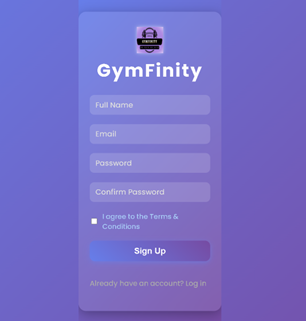 GymFinity
Full Name
Email
Password
Confirm Password
I agree to the Terms &
Conditions
Sign Up
Already have an account? Log in